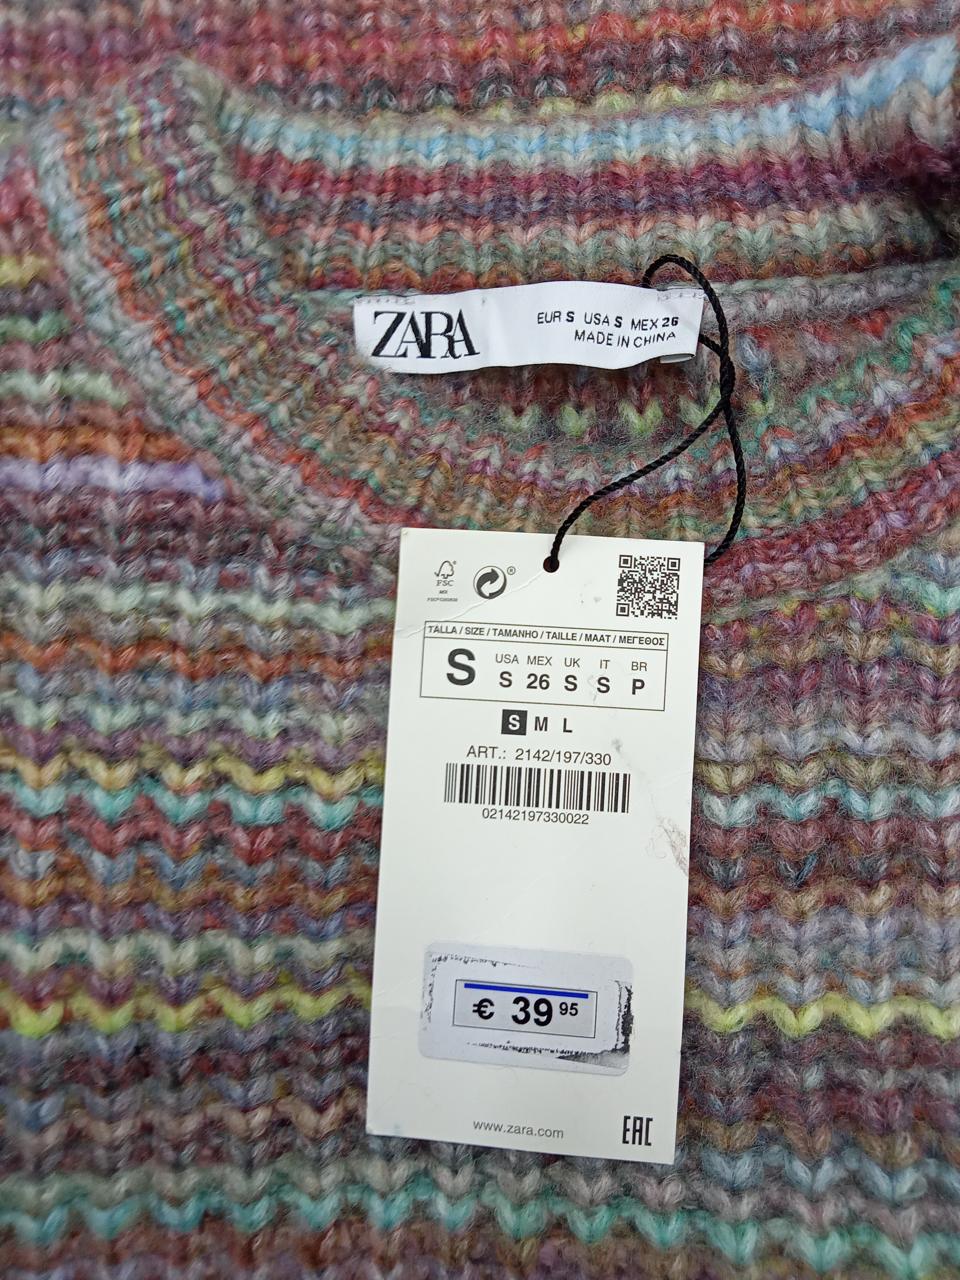 ZARA
EUR S USA S MEX 26
MADE IN CHINA
FSC
MIX
®
TALLA / SIZE / TAMANHO / TAILLE / MAAT / ΜΕΓΕΘΟΣ
S
USA MEX UK IT BR
S 26 S S P
S M L
ART.: 2142/197/330
02142197330022
€ 39 95
www.zara.com
EAC